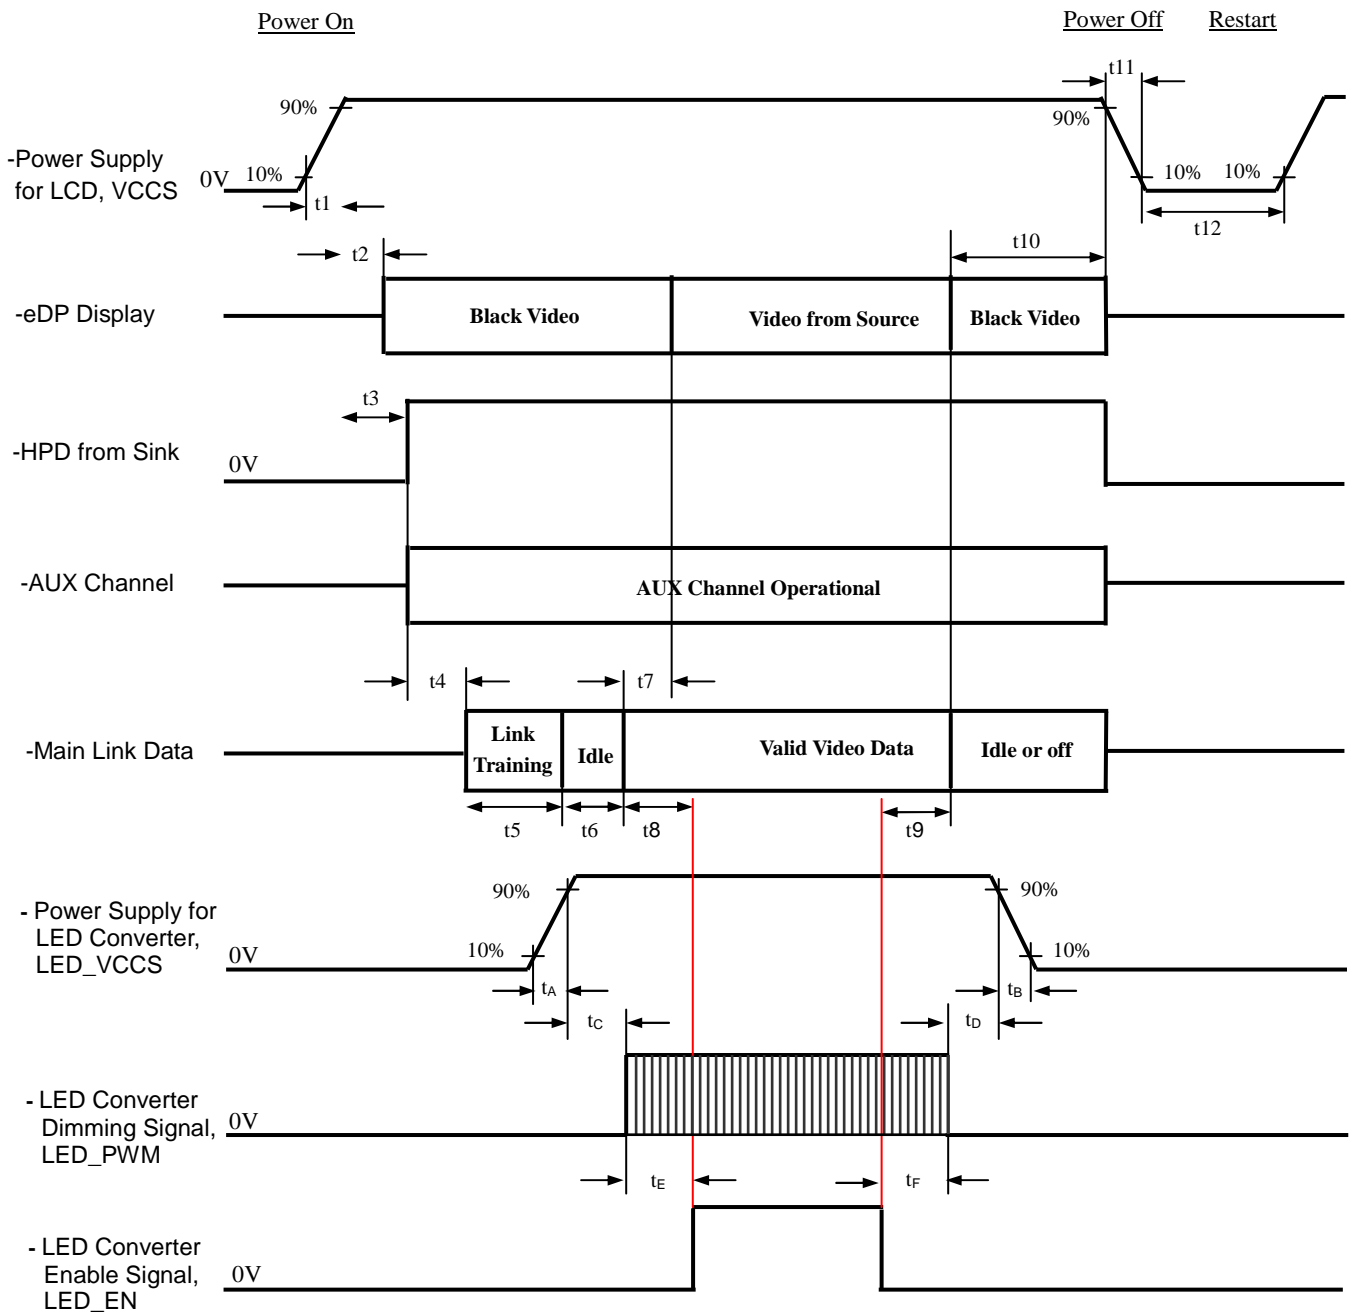 Power On
Power Off
Restart
t11
90%
90%
-Power Supply
for LCD, VCCS
0V
10%
10%
10%
t1
t12
t2
t10
-eDP Display
Black Video
Video from Source
Black Video
t3
-HPD from Sink
0V
-AUX Channel
AUX Channel Operational
t4
t7
-Main Link Data
Link
Training
Idle
Valid Video Data
Idle or off
t5
t6
t8
t9
90%
90%
- Power Supply for
LED Converter,
LED_VCCS
0V
10%
10%
tA
tB
tC
tD
- LED Converter
Dimming Signal,
LED_PWM
0V
tE
tF
- LED Converter
Enable Signal,
LED_EN
0V